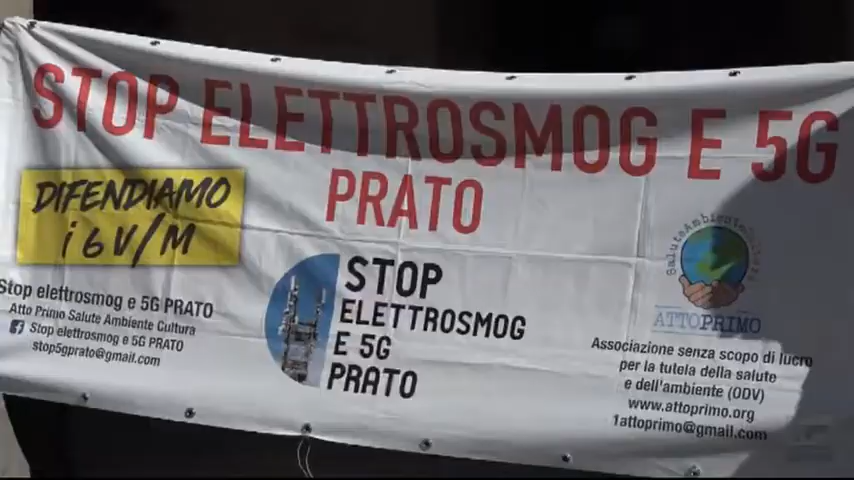 STOP ELETTROSMOG E 5G
PRATO
DIFENDIAMO
i 6 V/M
Stop elettrosmog e 5G PRATO
Atto Primo Salute Ambiente Cultura
Stop elettrosmog e 5G PRATO
stop5gprato@gmail.com
STOP
ELETTROSMOG
E 5G
PRATO
SaluteAmbienteCultura
ATTOPRIMO
Associazione senza scopo di lucro
per la tutela della salute
e dell'ambiente (ODV)
www.attoprimo.org
1attoprimo@gmail.com